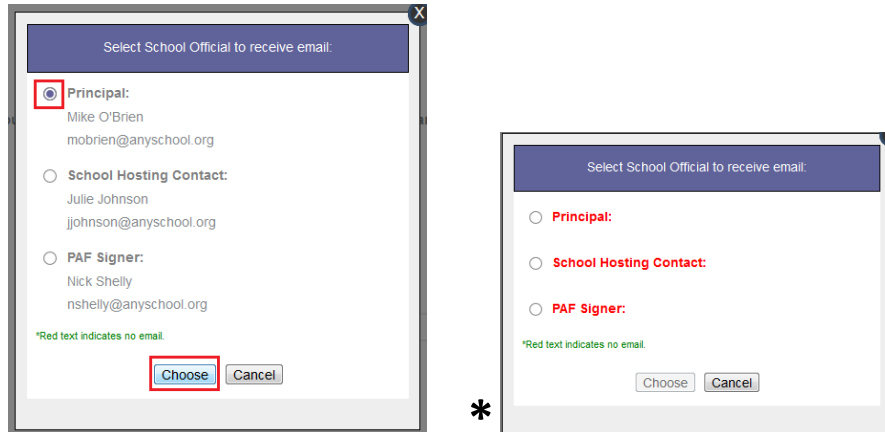 X
Select School Official to receive email:
Principal:
Mike O'Brien
mobrien@anyschool.org
School Hosting Contact:
Julie Johnson
jjohnson@anyschool.org
PAF Signer:
Nick Shelly
nshelly@anyschool.org
*Red text indicates no email.
Choose Cancel
*
Select School Official to receive email:
Principal:
School Hosting Contact:
PAF Signer:
*Red text indicates no email.
Choose Cancel